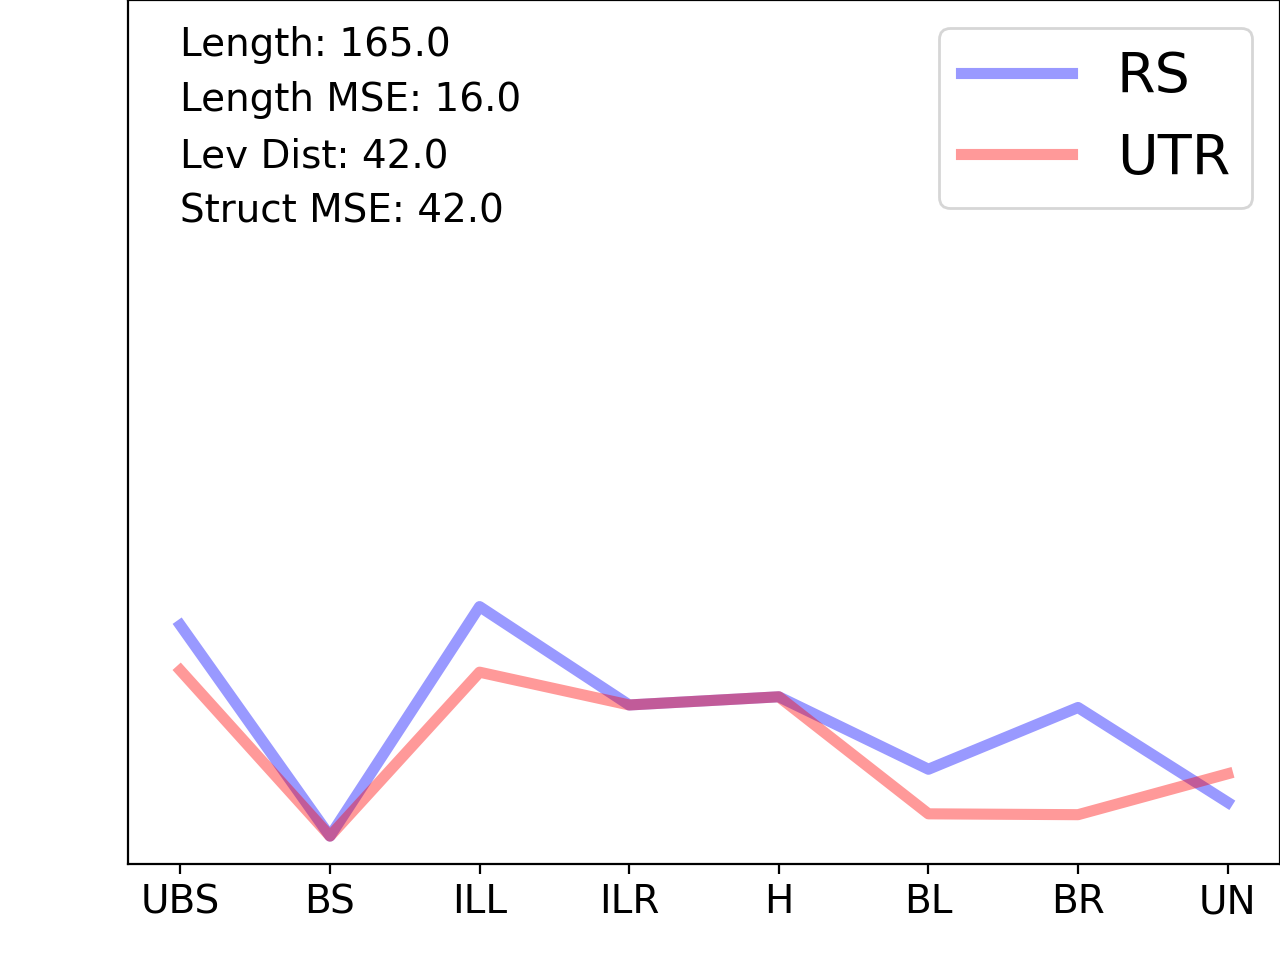 Length: 165.0
Length MSE: 16.0
Lev Dist: 42.0
Struct MSE: 42.0
RS
UTR
UBS BS ILL ILR H BL BR UN